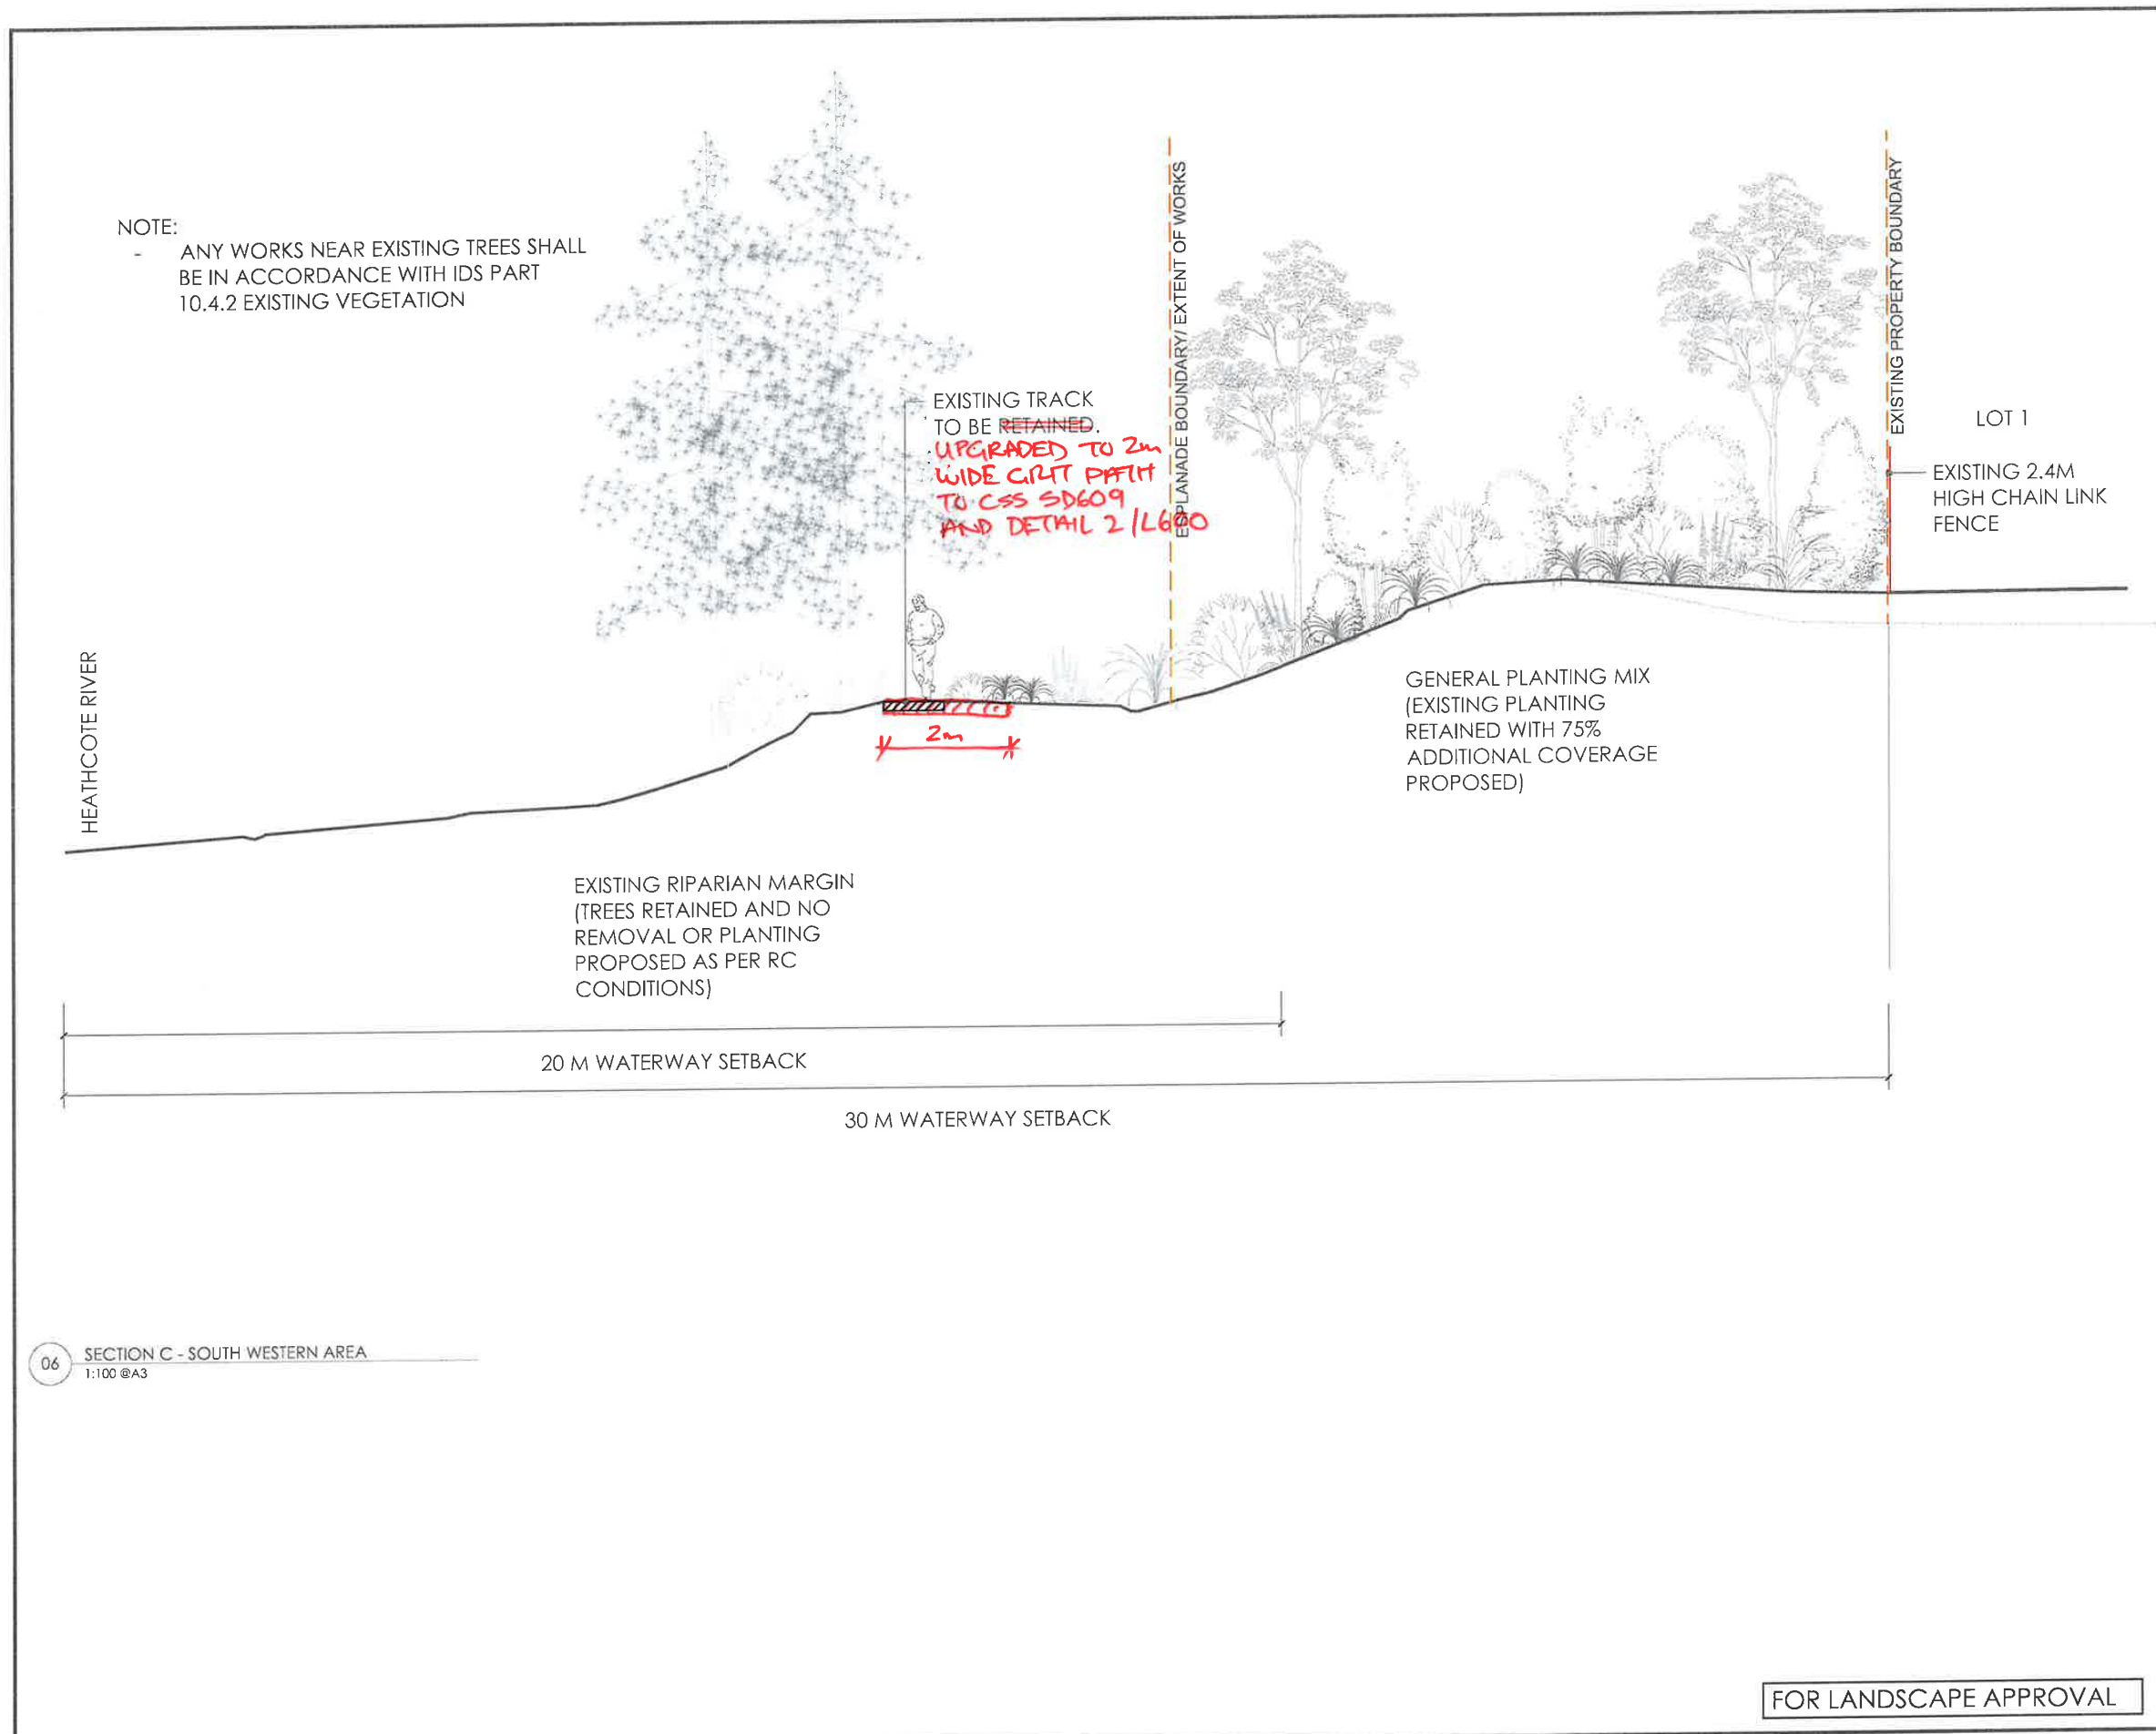 NOTE:
- ANY WORKS NEAR EXISTING TREES SHALL
BE IN ACCORDANCE WITH IDS PART
10.4.2 EXISTING VEGETATION
EXISTING TRACK
TO BE RETAINED.
UPGRADED TO 2m
WIDE GRIT PATH
TO CSS SD609
AND DETAIL 2/L600
ESPLANADE BOUNDARY/ EXTENT OF WORKS
EXISTING PROPERTY BOUNDARY
LOT 1
EXISTING 2.4M
HIGH CHAIN LINK
FENCE
HEATHCOTE RIVER
2m
GENERAL PLANTING MIX
(EXISTING PLANTING
RETAINED WITH 75%
ADDITIONAL COVERAGE
PROPOSED)
EXISTING RIPARIAN MARGIN
(TREES RETAINED AND NO
REMOVAL OR PLANTING
PROPOSED AS PER RC
CONDITIONS)
20 M WATERWAY SETBACK
30 M WATERWAY SETBACK
06 SECTION C - SOUTH WESTERN AREA
1:100 @A3
FOR LANDSCAPE APPROVAL